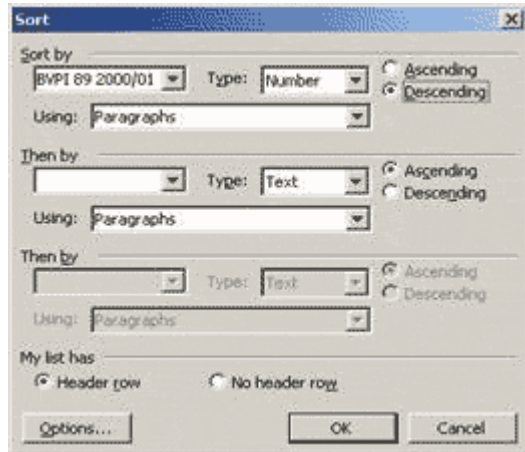 Sort
Sort by
BVPI 89 2000/01 Type: Number Ascending
Descending
Using: Paragraphs
Then by
Type: Text Ascending
Descending
Using: Paragraphs
Then by
Type: Text Ascending
Descending
Using: Paragraphs
My list has
Header row No header row
Options... OK Cancel